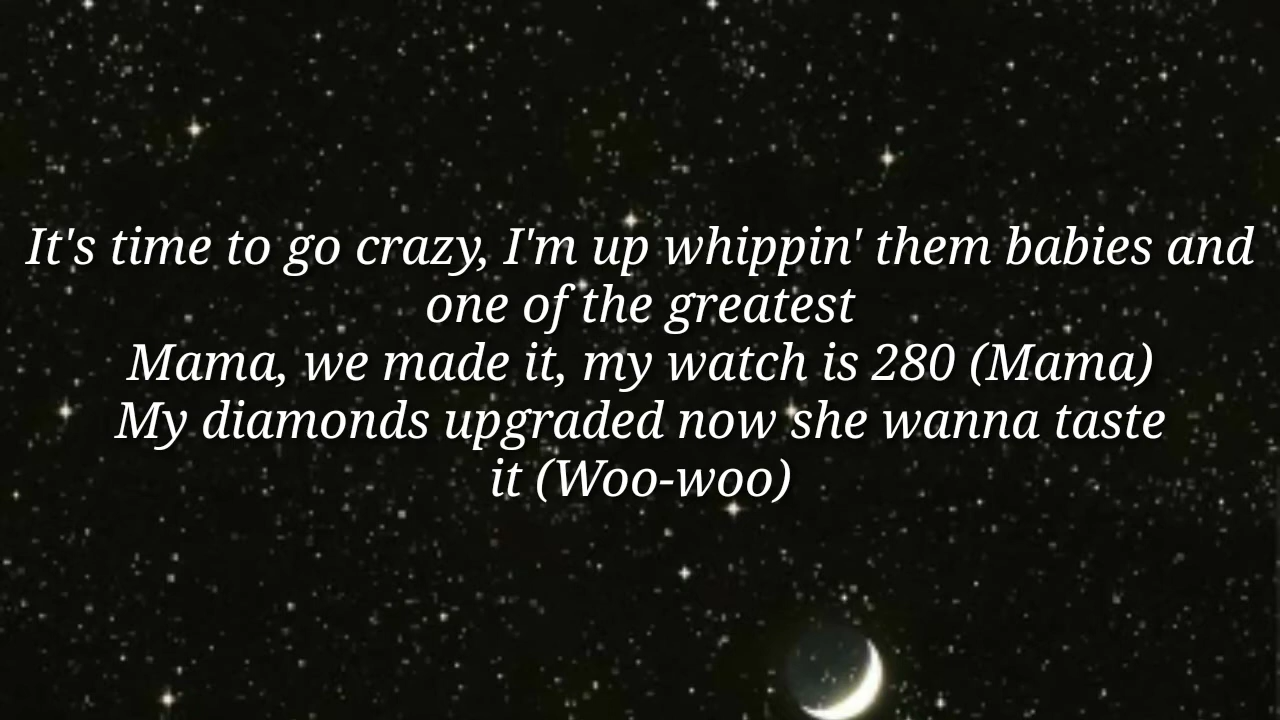 It's time to go crazy, I'm up whippin' them babies and
one of the greatest
Mama, we made it, my watch is 280 (Mama)
My diamonds upgraded now she wanna taste
it (Woo-woo)